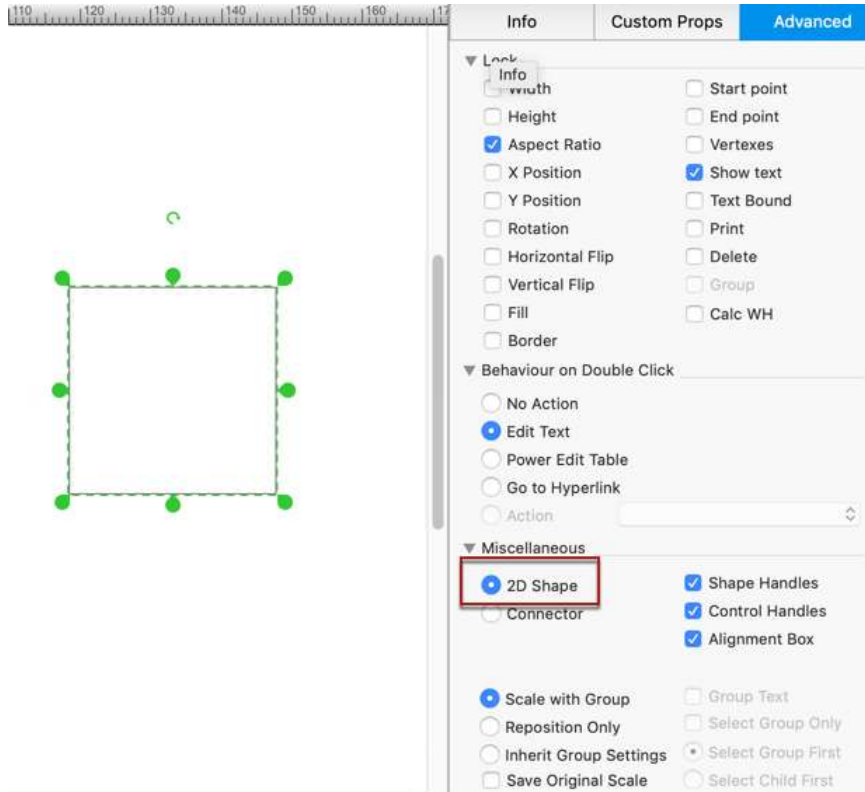 110 120 130 140 150 160 17
Info Custom Props Advanced
Lock
Info
Width Start point
Height End point
Aspect Ratio Vertexes
X Position Show text
Y Position Text Bound
Rotation Print
Horizontal Flip Delete
Vertical Flip Group
Fill Calc WH
Border
Behaviour on Double Click
No Action
Edit Text
Power Edit Table
Go to Hyperlink
Action
Miscellaneous
2D Shape Shape Handles
Connector Control Handles
Alignment Box
Scale with Group Group Text
Reposition Only Select Group Only
Inherit Group Settings Select Group First
Save Original Scale Select Child First